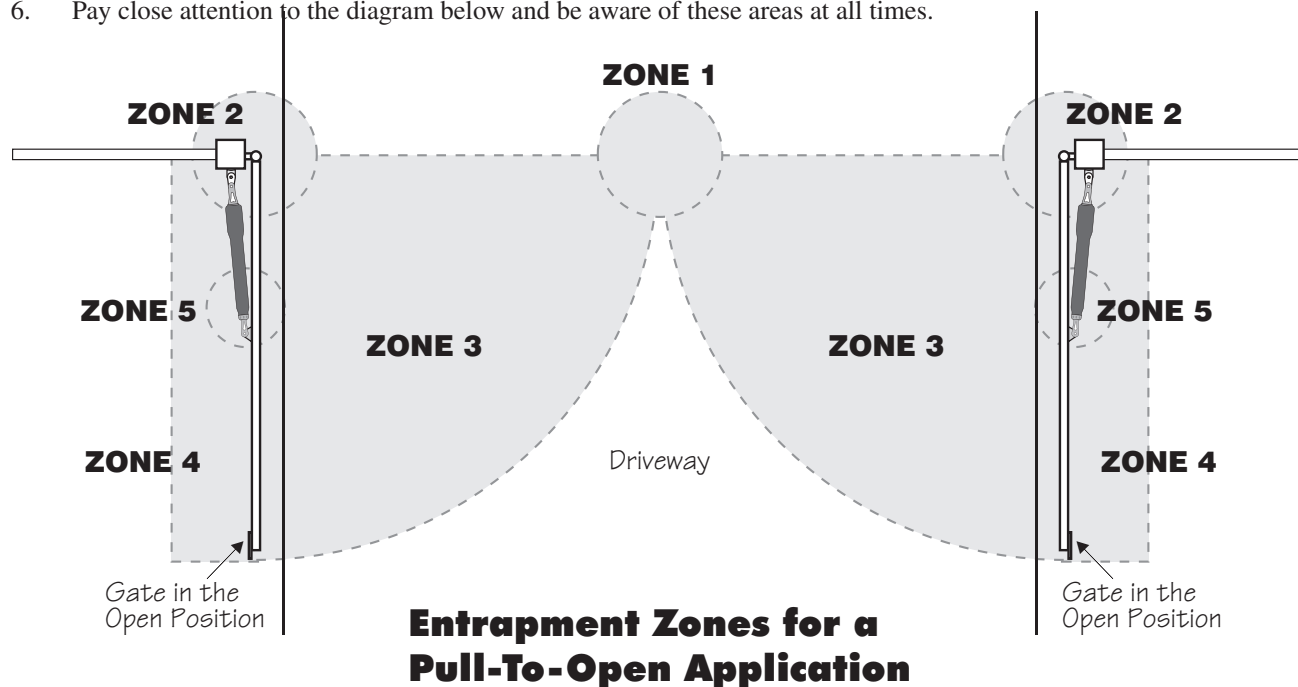 6. Pay close attention to the diagram below and be aware of these areas at all times.
ZONE 1
ZONE 2
ZONE 2
ZONE 5
ZONE 5
ZONE 3
ZONE 3
ZONE 4
Driveway
ZONE 4
Gate in the
Open Position
Gate in the
Open Position
Entrapment Zones for a
Pull-To-Open Application